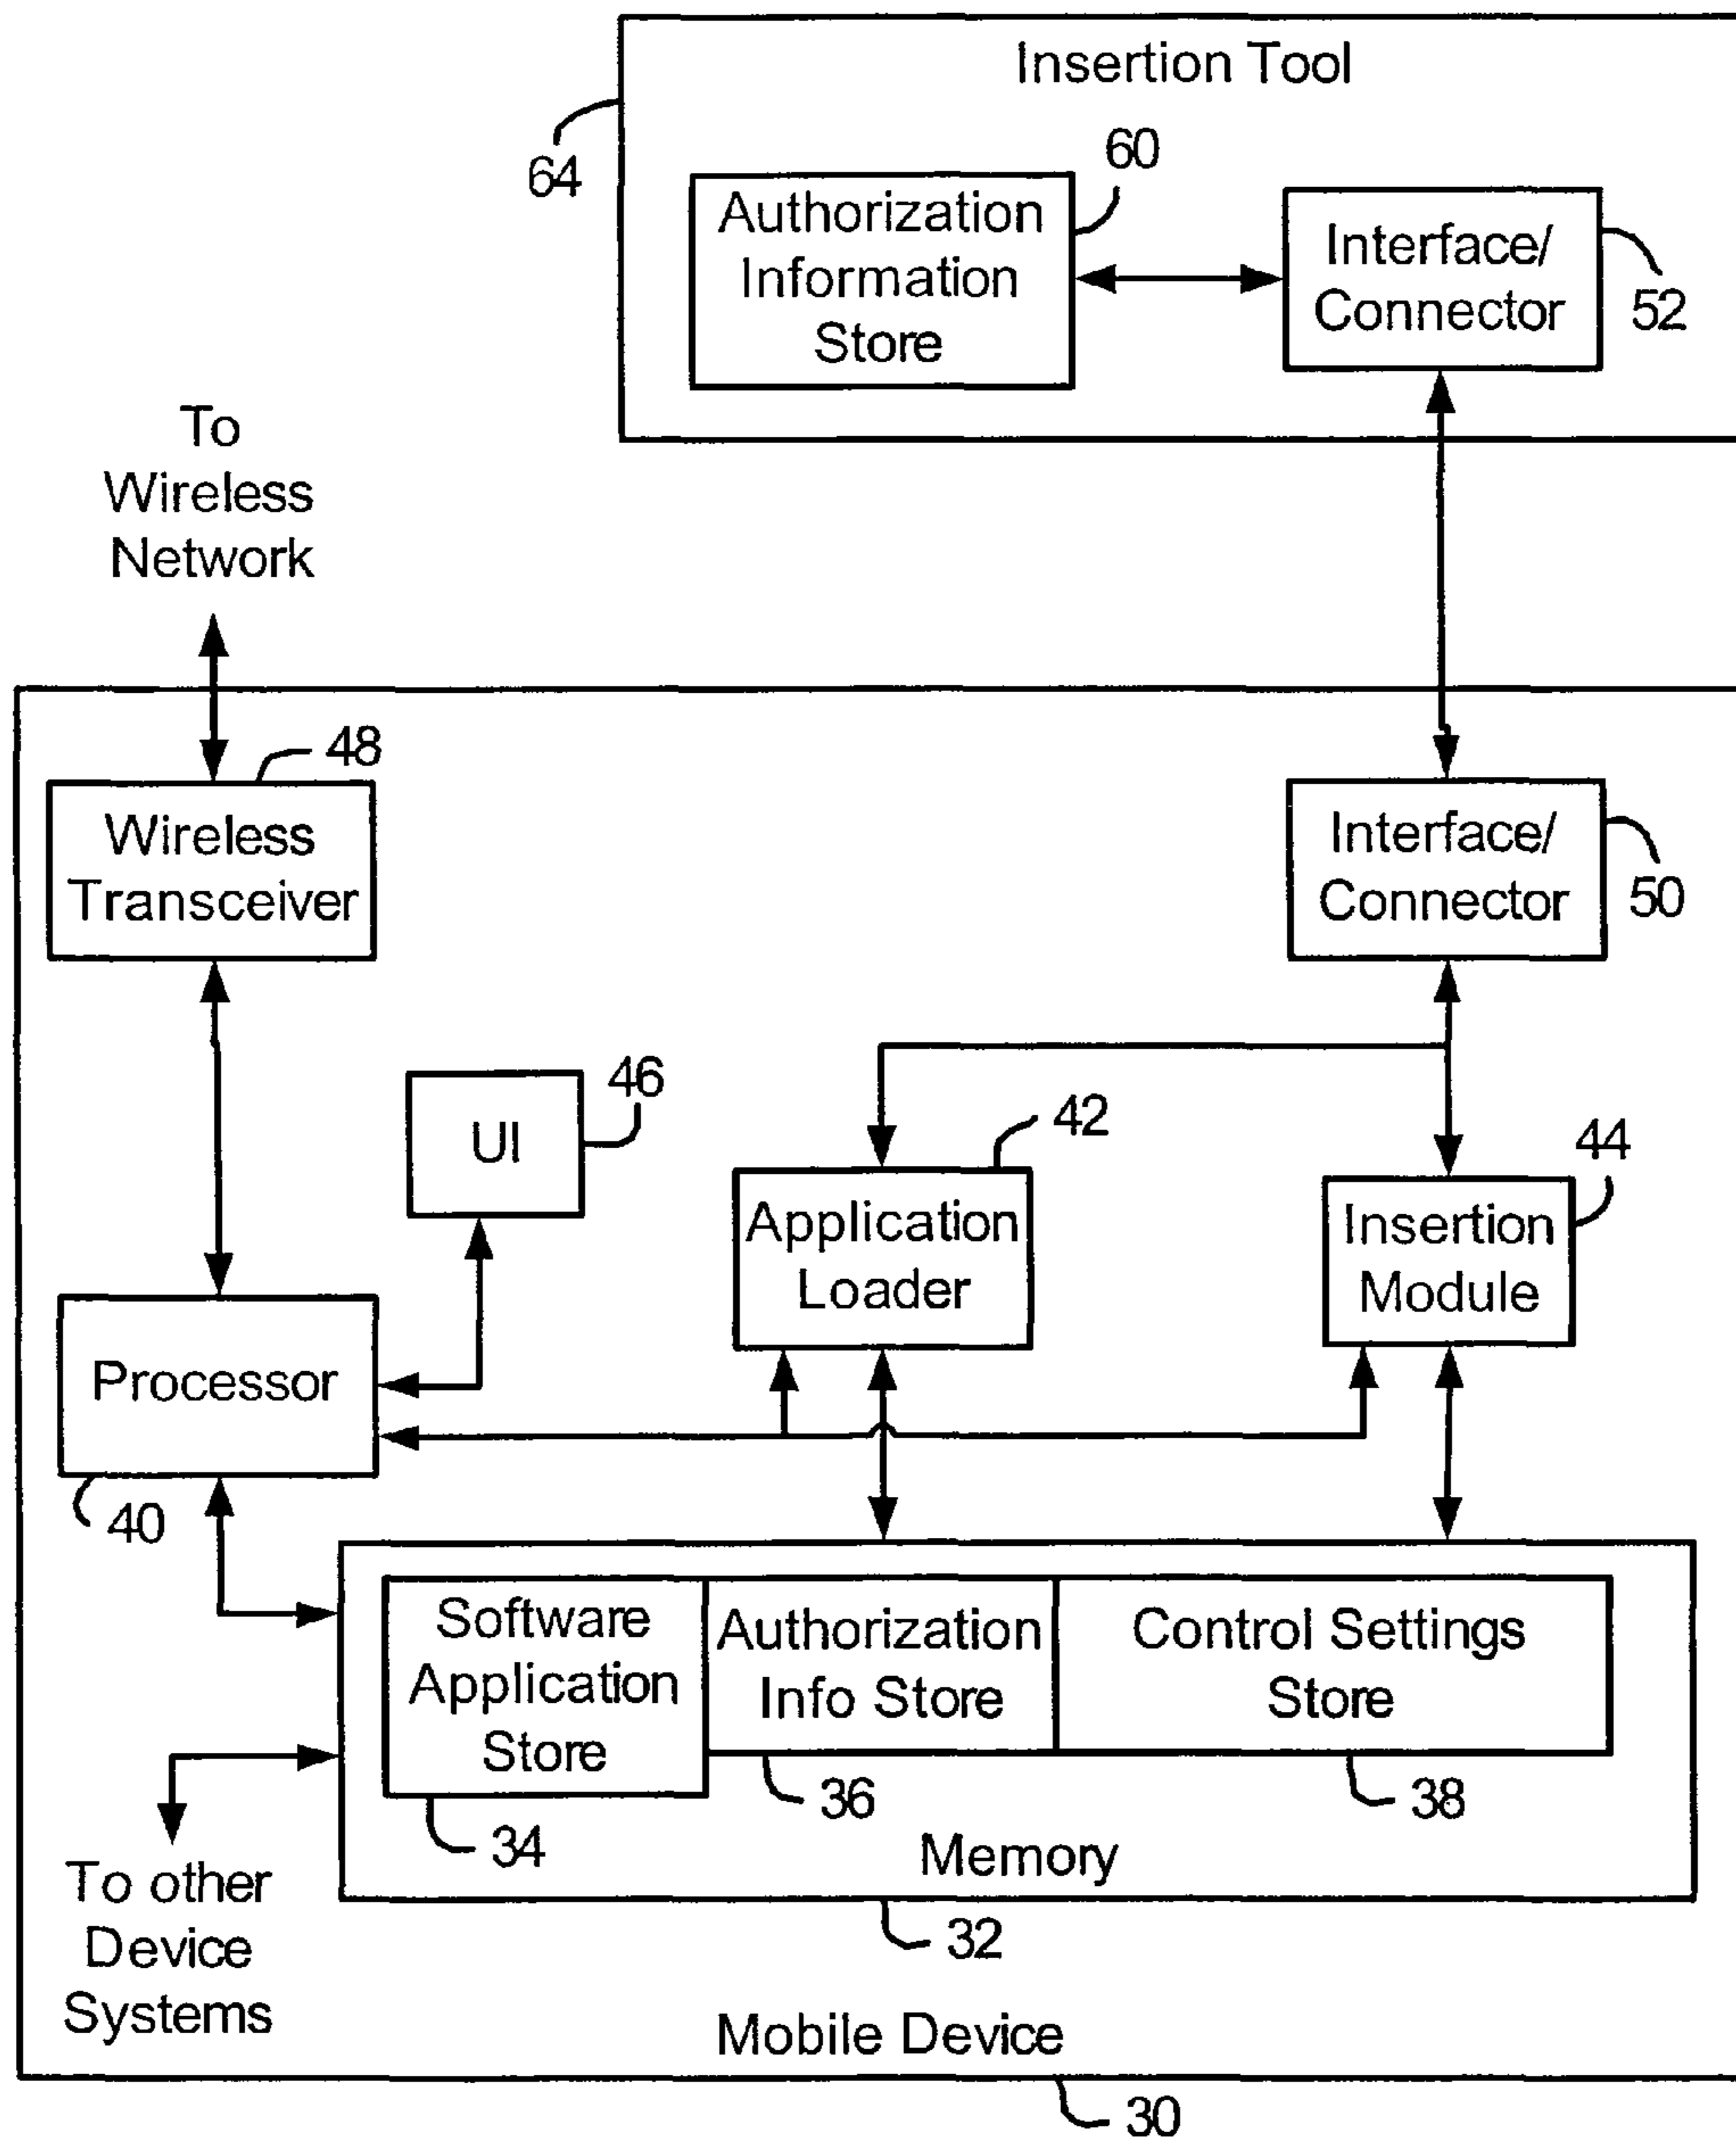 Insertion Tool
64
60
Authorization
Information
Store
Interface/
Connector
52
To
Wireless
Network
48
Wireless
Transceiver
Interface/
Connector
50
UI
46
42
Application
Loader
44
Insertion
Module
Processor
40
Software
Application
Store
Authorization
Info Store
Control Settings
Store
34
36
38
Memory
32
To other
Device
Systems
Mobile Device
30